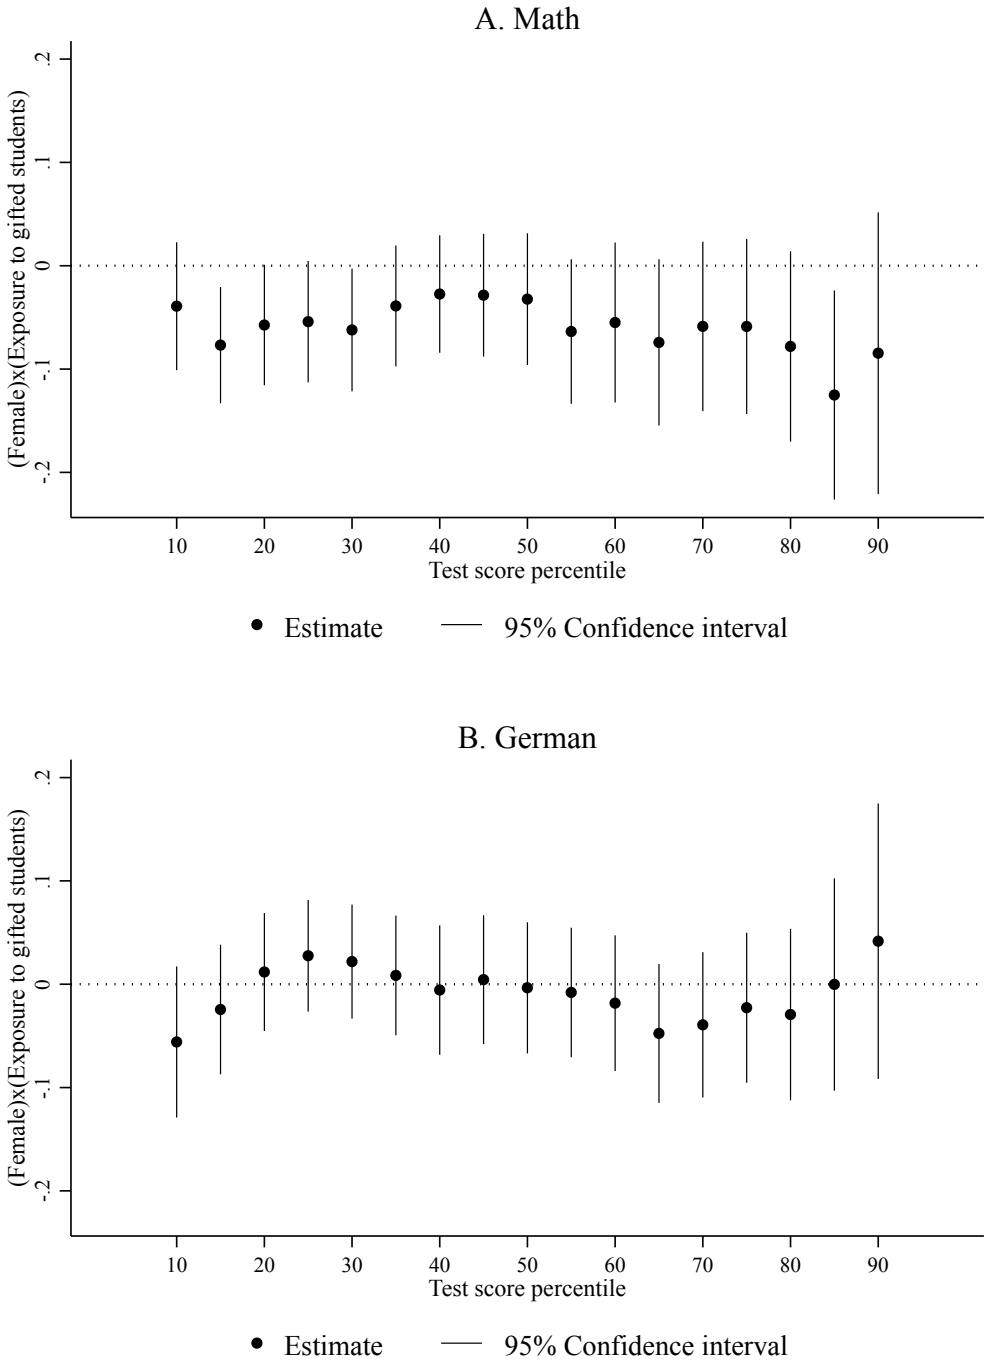 A. Math
(Female)x(Exposure to gifted students)
.2
.1
0
-.1
-.2
10 20 30 40 50 60 70 80 90
Test score percentile
Estimate 95% Confidence interval
B. German
(Female)x(Exposure to gifted students)
.2
.1
0
-.1
-.2
10 20 30 40 50 60 70 80 90
Test score percentile
Estimate 95% Confidence interval